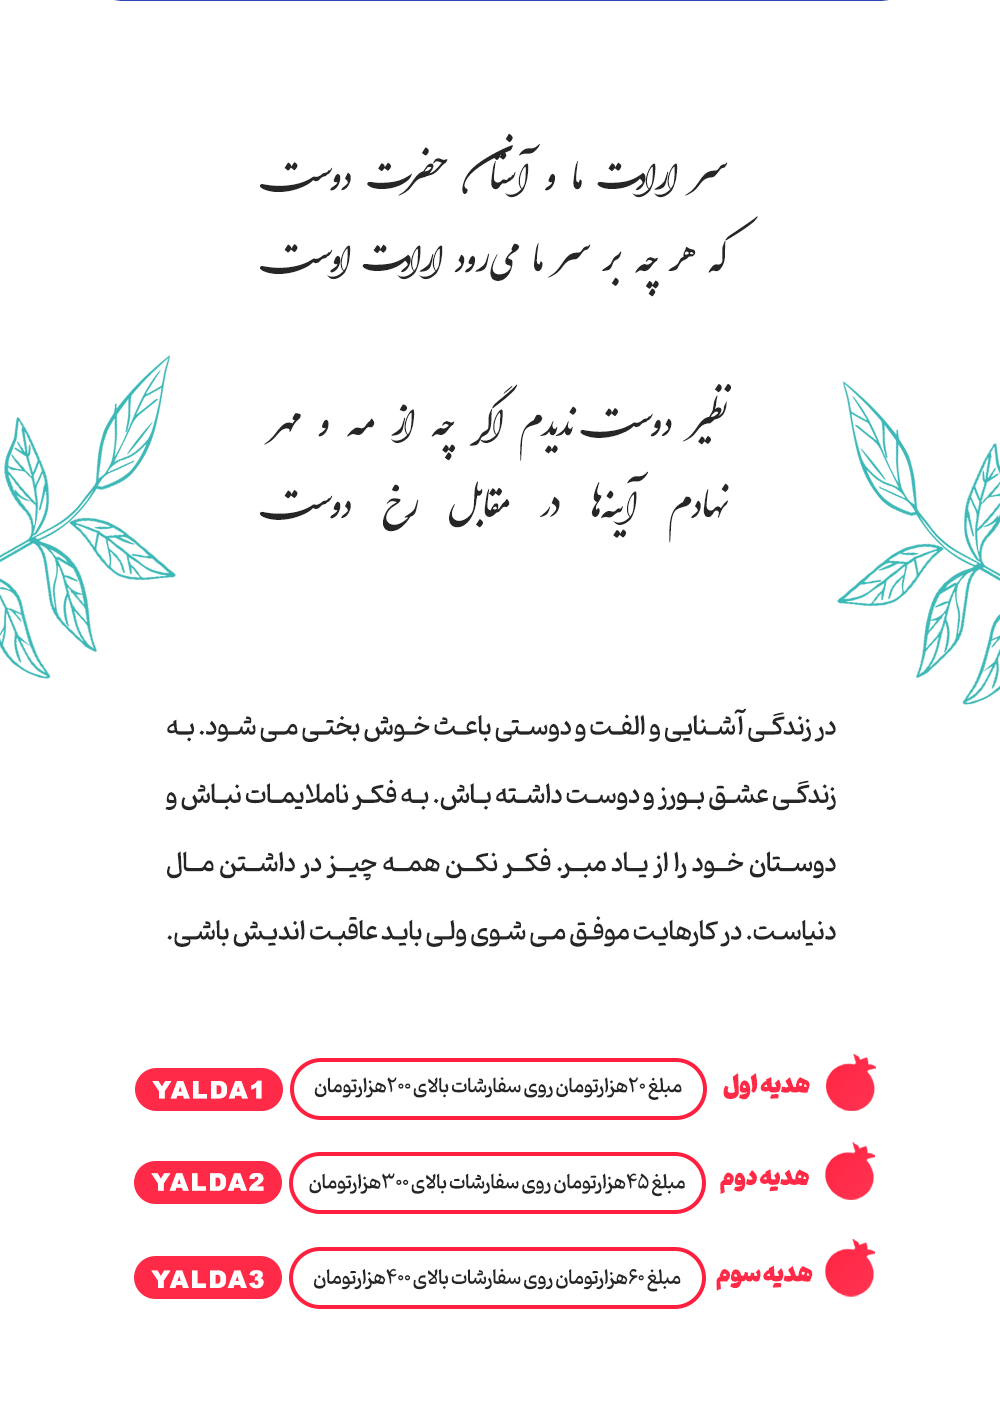 سر ارادت ما و آستان حضرت دوست
که هر چه بر سر ما می‌رود ارادت اوست
نظیر دوست ندیدم اگر چه از مه و مهر
نهادم آینه‌ها در مقابل رخ دوست
در زندگی آشنایی و الفت و دوستی باعث خوش بختی می شود. به
زندگی عشق بورز و دوست داشته باش. به فکر ناملایمات نباش و
دوستان خود را از یاد مبر. فکر نکن همه چیز در داشتن مال
دنیاست. در کارهایت موفق می شوی ولی باید عاقبت اندیش باشی.
هدیه اول مبلغ ۲۰هزارتومان روی سفارشات بالای ۲۰۰هزارتومان YALDA1
هدیه دوم مبلغ ۴۵هزارتومان روی سفارشات بالای ۳۰۰هزارتومان YALDA2
هدیه سوم مبلغ ۶۰هزارتومان روی سفارشات بالای ۴۰۰هزارتومان YALDA3